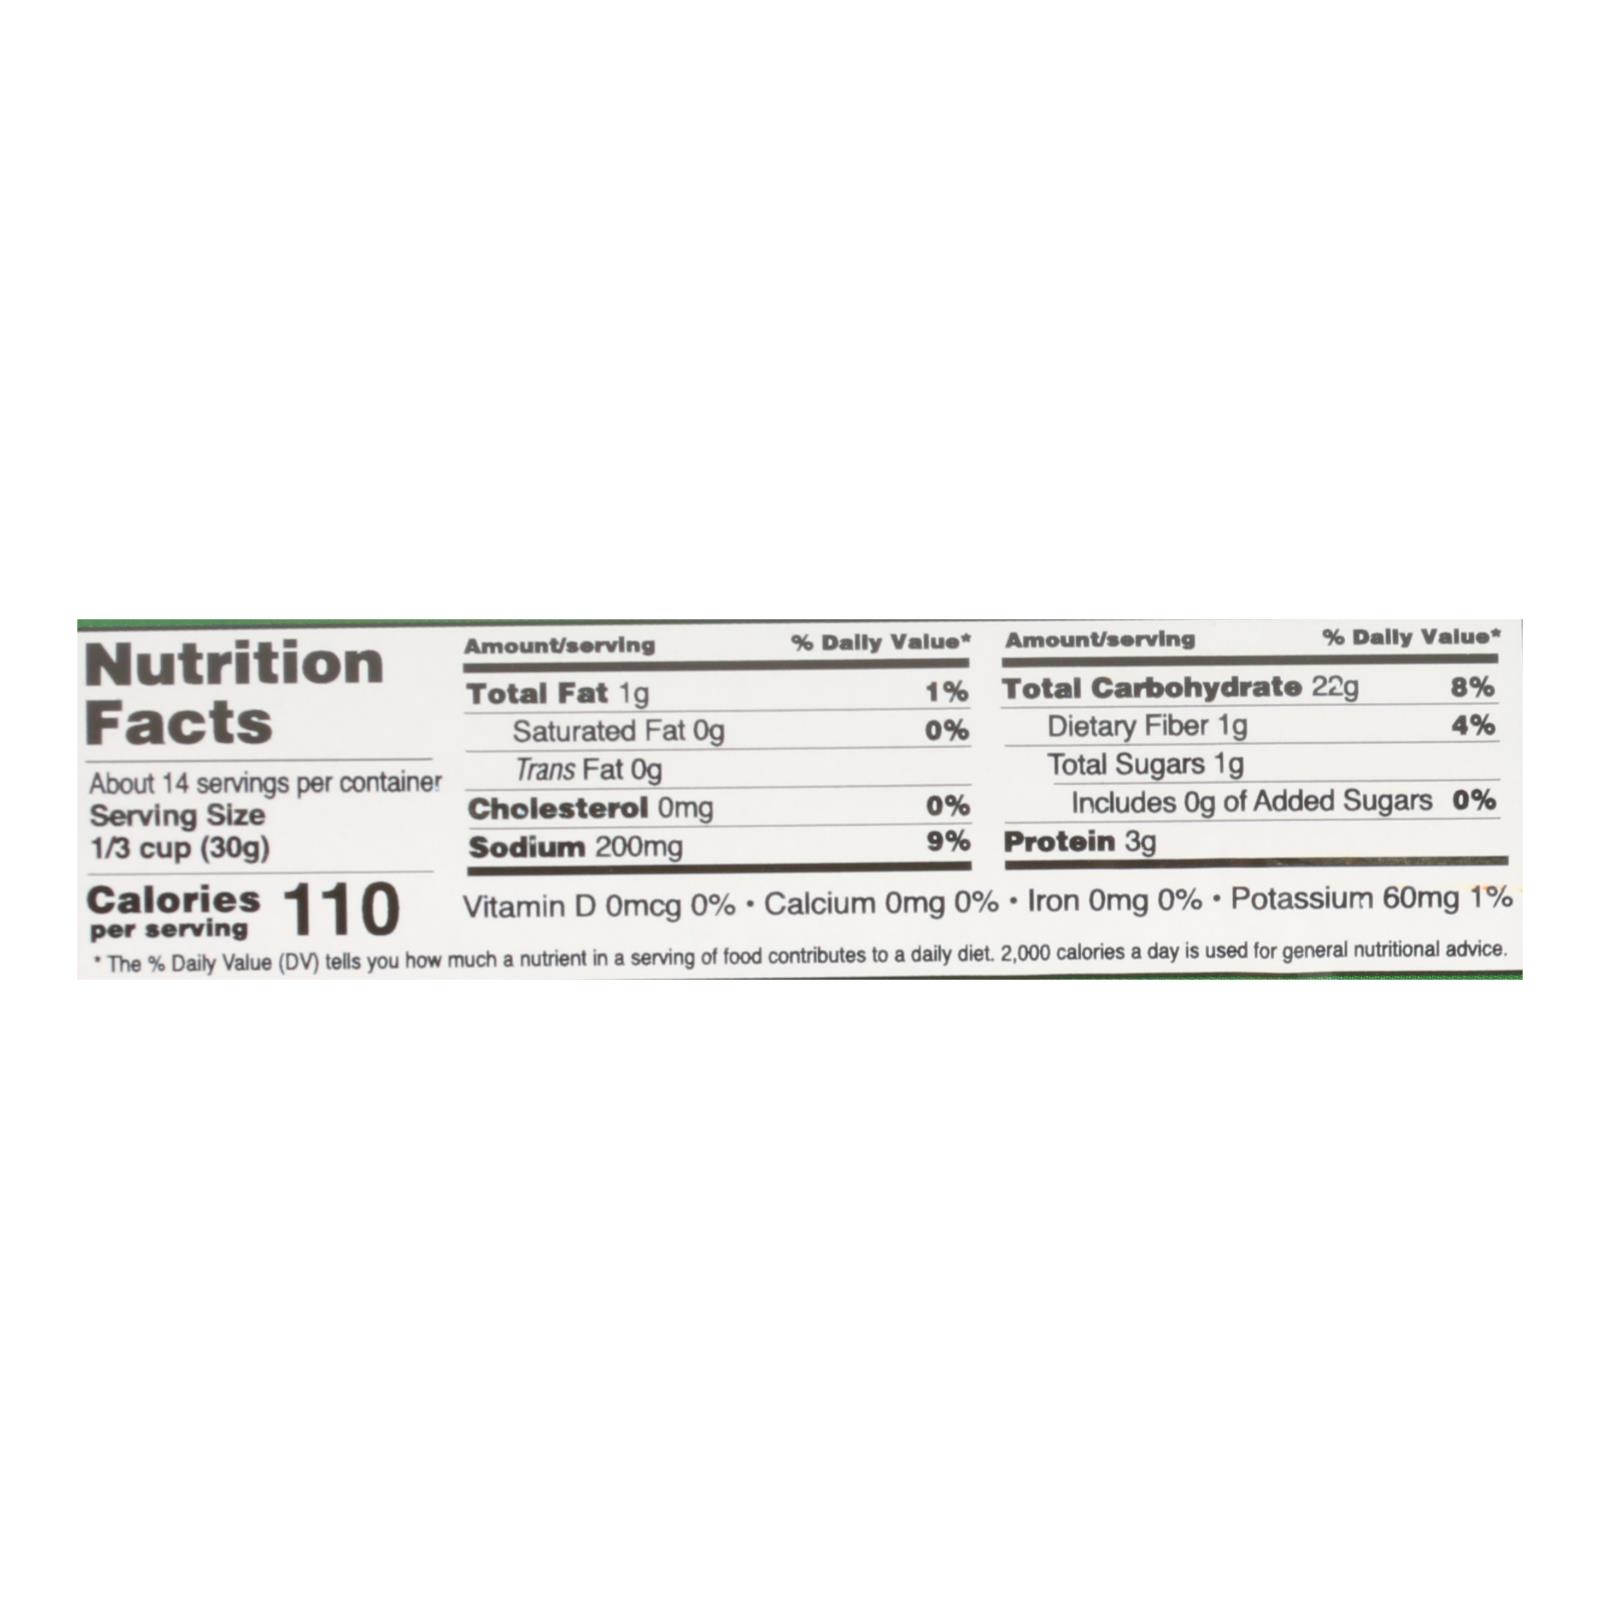 Nutrition
Facts
About 14 servings per container
Serving Size
1/3 cup (30g)
Calories 110
per serving
Amount/serving % Daily Value*
Total Fat 1g 1%
Saturated Fat 0g 0%
Trans Fat 0g
Cholesterol 0mg 0%
Sodium 200mg 9%
Amount/serving % Daily Value*
Total Carbohydrate 22g 8%
Dietary Fiber 1g 4%
Total Sugars 1g
Includes 0g of Added Sugars 0%
Protein 3g
Vitamin D 0mcg 0% • Calcium 0mg 0% • Iron 0mg 0% • Potassium 60mg 1%
* The % Daily Value (DV) tells you how much a nutrient in a serving of food contributes to a daily diet. 2,000 calories a day is used for general nutritional advice.